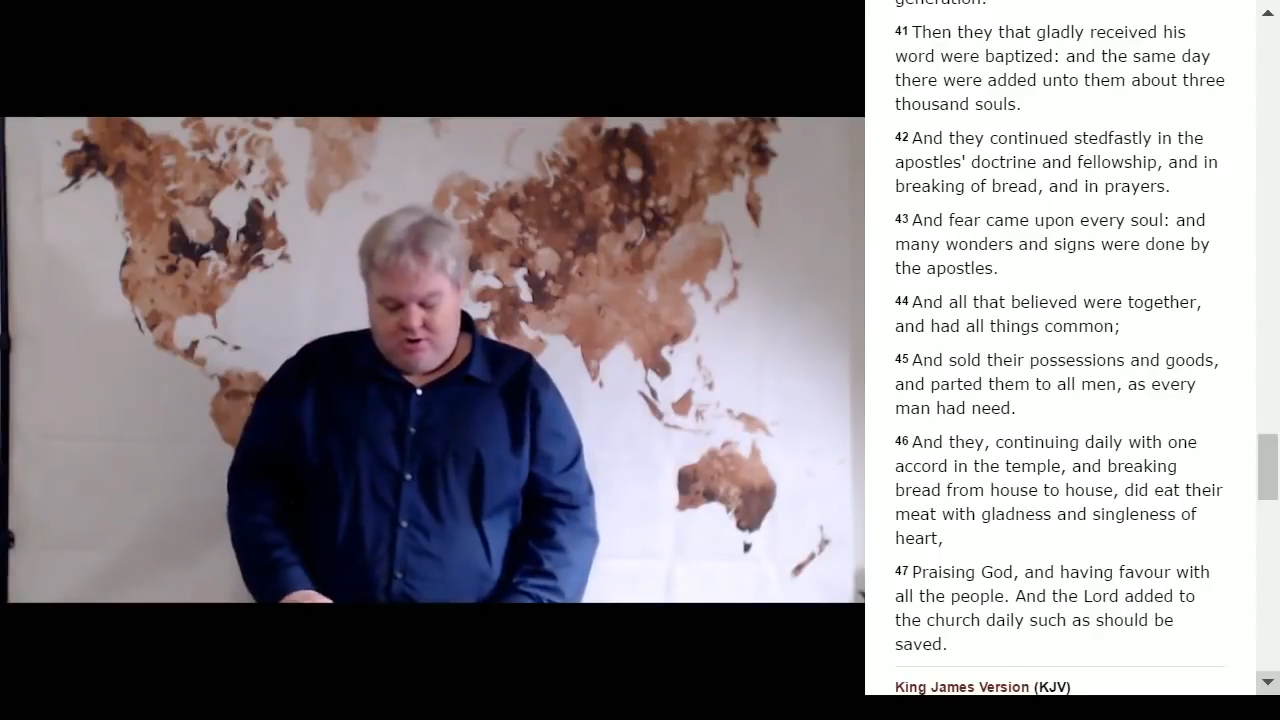 generation.
41 Then they that gladly received his
word were baptized: and the same day
there were added unto them about three
thousand souls.
42 And they continued stedfastly in the
apostles' doctrine and fellowship, and in
breaking of bread, and in prayers.
43 And fear came upon every soul: and
many wonders and signs were done by
the apostles.
44 And all that believed were together,
and had all things common;
45 And sold their possessions and goods,
and parted them to all men, as every
man had need.
46 And they, continuing daily with one
accord in the temple, and breaking
bread from house to house, did eat their
meat with gladness and singleness of
heart,
47 Praising God, and having favour with
all the people. And the Lord added to
the church daily such as should be
saved.
King James Version (KJV)